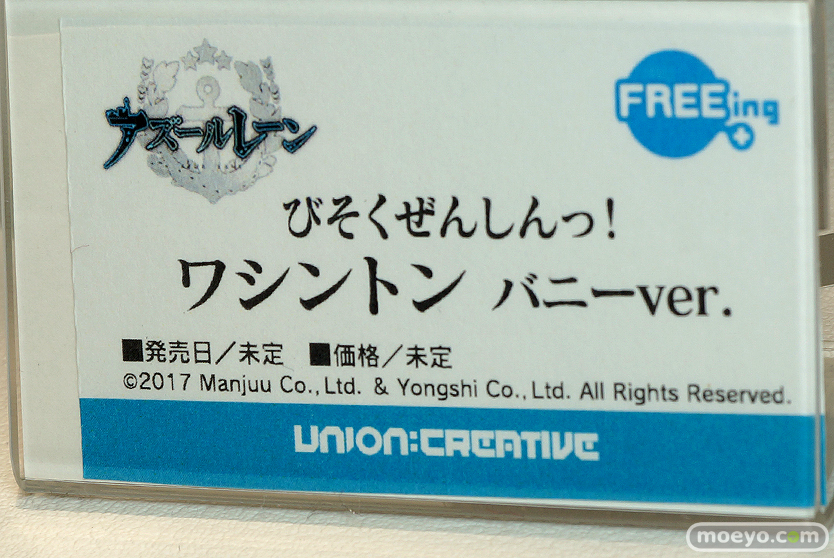 アズールレーン
FREEing
びそくぜんしんっ!
ワシントン バニーver.
■発売日/未定 ■価格/未定
©2017 Manjuu Co.,Ltd. & Yongshi Co.,Ltd. All Rights Reserved.
UNION:CREATIVE
moeyo.com